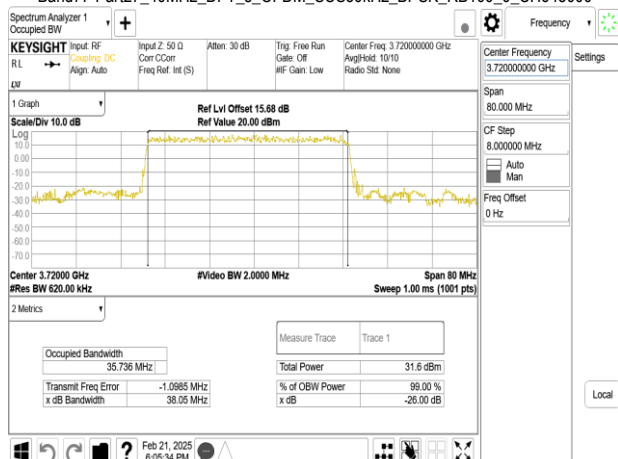 Spectrum Analyzer 1
Occupied BW
KEYSIGHT
RL
Input: RF
Coupling: DC
Align: Auto
Input Z: 50 Ω
Corr CCorr
Freq Ref: Int (S)
Atten: 30 dB
Trig: Free Run
Gate: Off
#IF Gain: Low
Center Freq: 3.720000000 GHz
Avg|Hold: 10/10
Radio Std: None
Frequency
Settings
Center Frequency
3.720000000 GHz
Span
80.000 MHz
CF Step
8.000000 MHz
Auto
Man
Freq Offset
0 Hz
Local
1 Graph
Scale/Div 10.0 dB
Ref Lvl Offset 15.68 dB
Ref Value 20.00 dBm
Log
10.0
0.00
-10.0
-20.0
-30.0
-40.0
-50.0
-60.0
-70.0
Center 3.72000 GHz
#Video BW 2.0000 MHz
Span 80 MHz
#Res BW 620.00 kHz
Sweep 1.00 ms (1001 pts)
2 Metrics
Measure Trace
Trace 1
Occupied Bandwidth
35.736 MHz
Total Power
31.6 dBm
Transmit Freq Error
-1.0985 MHz
% of OBW Power
99.00 %
x dB Bandwidth
38.05 MHz
x dB
-26.00 dB
Feb 21, 2025
6:05:34 PM